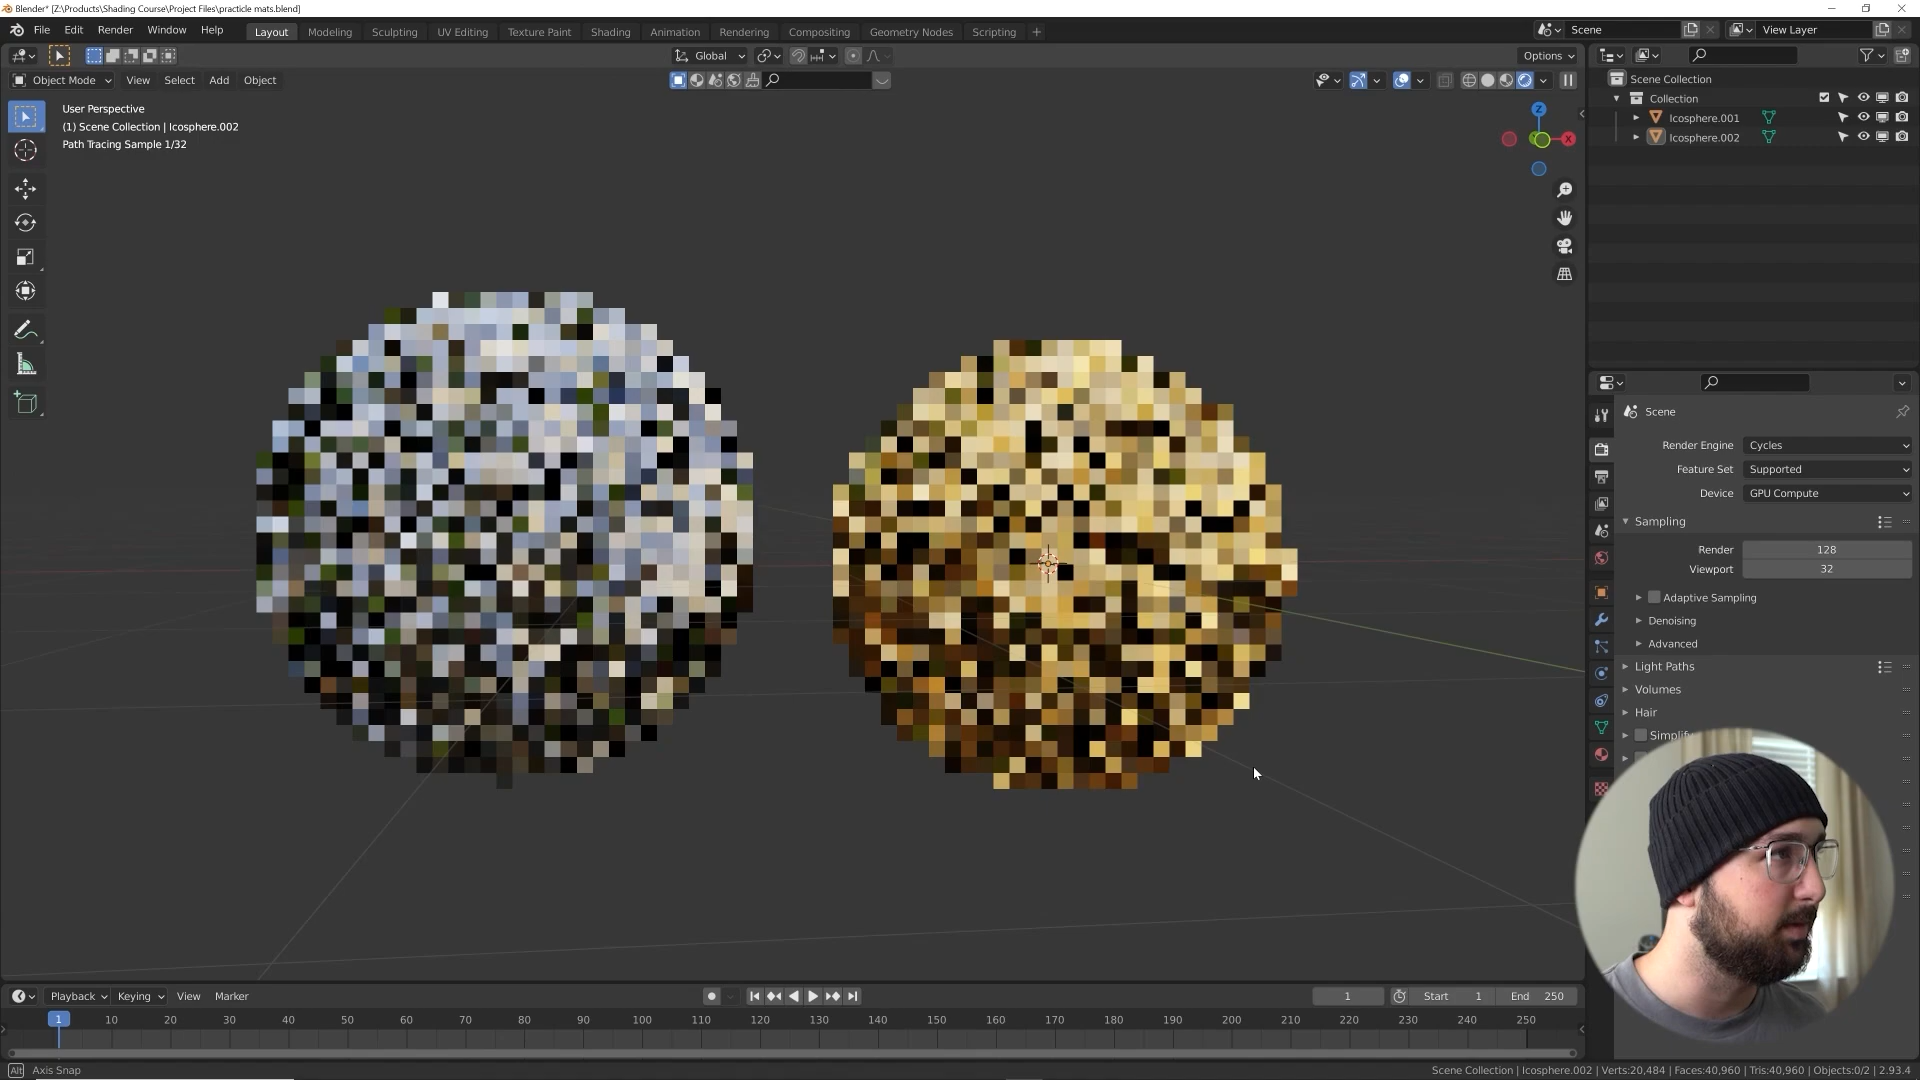 Blender* [Z:\Products\Shading Course\Project Files\practicle mats.blend]
File Edit Render Window Help
Layout Modeling Sculpting UV Editing Texture Paint Shading Animation Rendering Compositing Geometry Nodes Scripting +
Scene
View Layer
Global
Options
Object Mode View Select Add Object
User Perspective
(1) Scene Collection | Icosphere.002
Path Tracing Sample 1/32
Z
X
Scene Collection
Collection
Icosphere.001
Icosphere.002
Scene
Render Engine Cycles
Feature Set Supported
Device GPU Compute
Sampling
Render 128
Viewport 32
Adaptive Sampling
Denoising
Advanced
Light Paths
Volumes
Hair
Simplify
Playback Keying View Marker
1
Start 1 End 250
1 10 20 30 40 50 60 70 80 90 100 110 120 130 140 150 160 170 180 190 200 210 220 230 240 250
Alt Axis Snap
Scene Collection | Icosphere.002 | Verts:20,484 | Faces:40,960 | Tris:40,960 | Objects:0/2 | 2.93.4